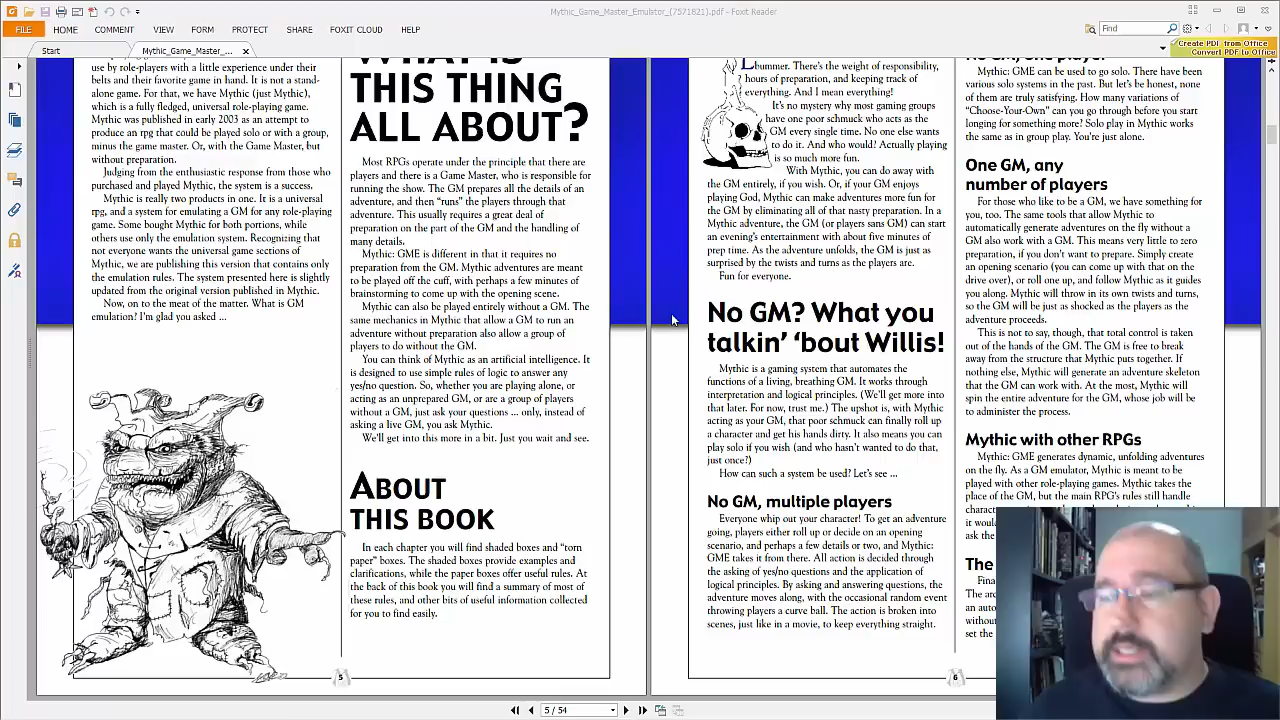 Mythic_Game_Master_Emulator_(7571821).pdf - Foxit Reader
FILE HOME COMMENT VIEW FORM PROTECT SHARE FOXIT CLOUD HELP
Find
Start
Mythic_Game_Master_...
Create PDF from Office
Convert PDF to Office
use by role-players with a little experience under their
belts and their favorite game in hand. It is not a stand-
alone game. For that, we have Mythic (just Mythic),
which is a fully fledged, universal role-playing game.
Mythic was published in early 2003 as an attempt to
produce an rpg that could be played solo or with a group,
minus the game master. Or, with the Game Master, but
without preparation.
Judging from the enthusiastic response from those who
purchased and played Mythic, the system is a success.
Mythic is really two products in one. It is a universal
rpg, and a system for emulating a GM for any role-playing
game. Some bought Mythic for both portions, while
others use only the emulation system. Recognizing that
not everyone wants the universal game sections of
Mythic, we are publishing this version that contains only
the emulation rules. The system presented here is slightly
updated from the original version published in Mythic.
Now, on to the meat of the matter. What is GM
emulation? I'm glad you asked ...
WHAT IS
THIS THING
ALL ABOUT?
Most RPGs operate under the principle that there are
players and there is a Game Master, who is responsible for
running the show. The GM prepares all the details of an
adventure, and then “runs” the players through that
adventure. This usually requires a great deal of
preparation on the part of the GM and the handling of
many details.
Mythic: GME is different in that it requires no
preparation from the GM. Mythic adventures are meant
to be played off the cuff, with perhaps a few minutes of
brainstorming to come up with the opening scene.
Mythic can also be played entirely without a GM. The
same mechanics in Mythic that allow a GM to run an
adventure without preparation also allow a group of
players to do without the GM.
You can think of Mythic as an artificial intelligence. It
is designed to use simple rules of logic to answer any
yes/no question. So, whether you are playing alone, or
acting as an unprepared GM, or are a group of players
without a GM, just ask your questions ... only, instead of
asking a live GM, you ask Mythic.
We'll get into this more in a bit. Just you wait and see.
ABOUT
THIS BOOK
In each chapter you will find shaded boxes and “torn
paper” boxes. The shaded boxes provide examples and
clarifications, while the paper boxes offer useful rules. At
the back of this book you will find a summary of most of
these rules, and other bits of useful information collected
for you to find easily.
5
bummer. There's the weight of responsibility,
hours of preparation, and keeping track of
everything. And I mean everything!
It's no mystery why most gaming groups
have one poor schmuck who acts as the
GM every single time. No one else wants
to do it. And who would? Actually playing
is so much more fun.
With Mythic, you can do away with
the GM entirely, if you wish. Or, if your GM enjoys
playing God, Mythic can make adventures more fun for
the GM by eliminating all of that nasty preparation. In a
Mythic adventure, the GM (or players sans GM) can start
an evening's entertainment with about five minutes of
prep time. As the adventure unfolds, the GM is just as
surprised by the twists and turns as the players are.
Fun for everyone.
No GM? What you
talkin' ‘bout Willis!
Mythic is a gaming system that automates the
functions of a living, breathing GM. It works through
interpretation and logical principles. (We'll get more into
that later. For now, trust me.) The upshot is, with Mythic
acting as your GM, that poor schmuck can finally roll up
a character and get his hands dirty. It also means you can
play solo if you wish (and who hasn't wanted to do that,
just once?)
How can such a system be used? Let's see ...
No GM, multiple players
Everyone whip out your character! To get an adventure
going, players either roll up or decide on an opening
scenario, and perhaps a few details or two, and Mythic:
GME takes it from there. All action is decided through
the asking of yes/no questions and the application of
logical principles. By asking and answering questions, the
adventure moves along, with the occasional random event
throwing players a curve ball. The action is broken into
scenes, just like in a movie, to keep everything straight.
6
No GM, one player
Mythic: GME can be used to go solo. There have been
various solo systems in the past. But let's be honest, none
of them are truly satisfying. How many variations of
“Choose-Your-Own” can you go through before you start
longing for something more? Solo play in Mythic works
the same as in group play. You're just alone.
One GM, any
number of players
For those who like to be a GM, we have something for
you, too. The same tools that allow Mythic to
automatically generate adventures on the fly without a
GM also work with a GM. This means very little to zero
preparation, if you don't want to prepare. Simply create
an opening scenario (you can come up with that on the
drive over), or roll one up, and follow Mythic as it guides
you along. Mythic will throw in its own twists and turns,
so the GM will be just as shocked as the players as the
adventure proceeds.
This is not to say, though, that total control is taken
out of the hands of the GM. The GM is free to break
away from the structure that Mythic puts together. If
nothing else, Mythic will generate an adventure skeleton
that the GM can work with. At the most, Mythic will
spin the entire adventure for the GM, whose job will be
to administer the process.
Mythic with other RPGs
Mythic: GME generates dynamic, unfolding adventures
on the fly. As a GM emulator, Mythic is meant to be
played with other role-playing games. Mythic takes the
place of the GM, but the main RPG's rules still handle
charact
it would
ask the
The
Fina
The arc
an auto
without
set the
5 / 54